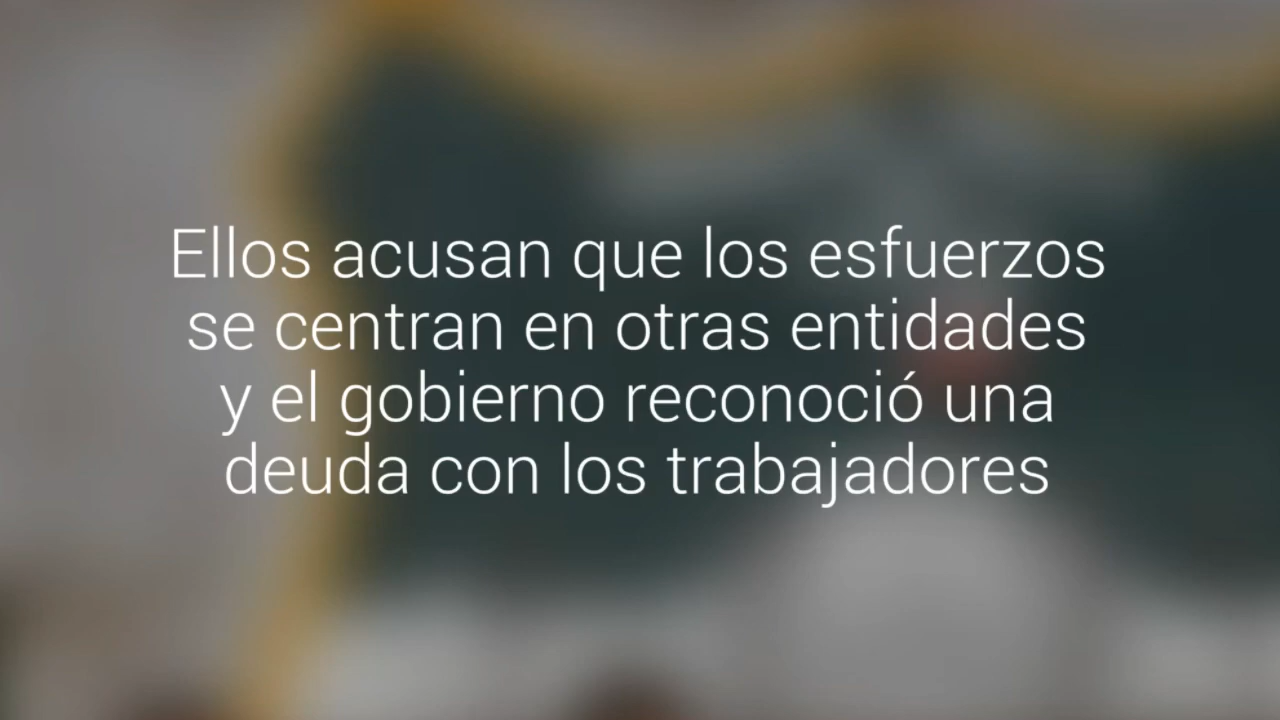 Ellos acusan que los esfuerzos
se centran en otras entidades
y el gobierno reconoció una
deuda con los trabajadores